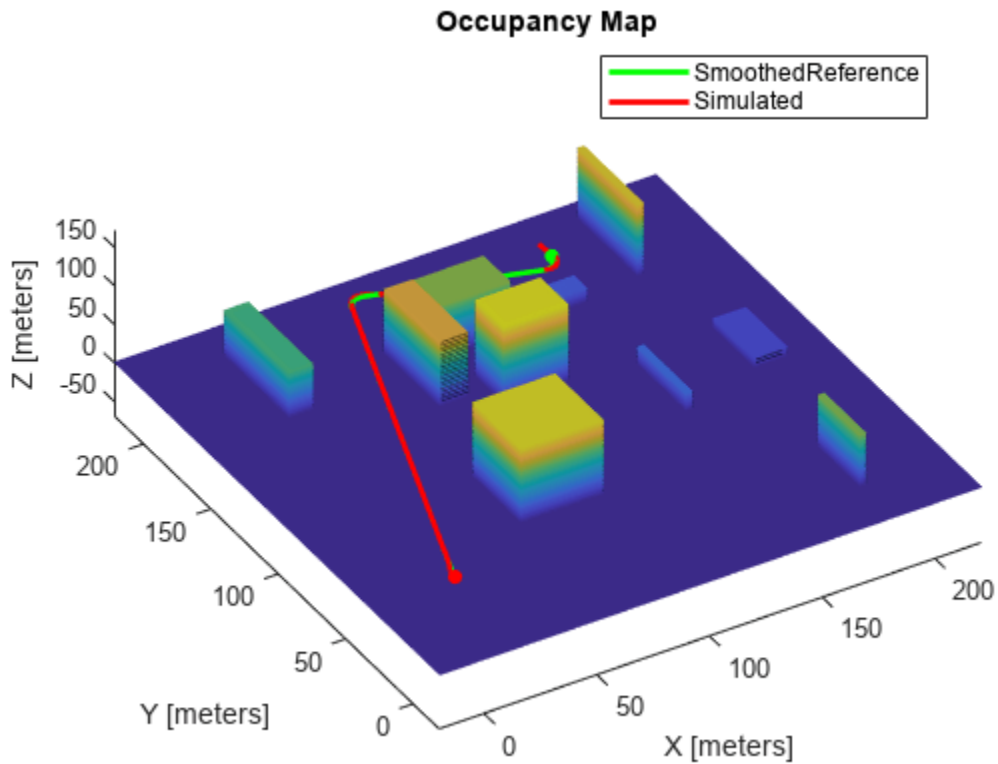 Occupancy Map
SmoothedReference
Simulated
150
100
50
0
-50
Z [meters]
200
150
100
50
0
Y [meters]
0
50
100
150
200
X [meters]